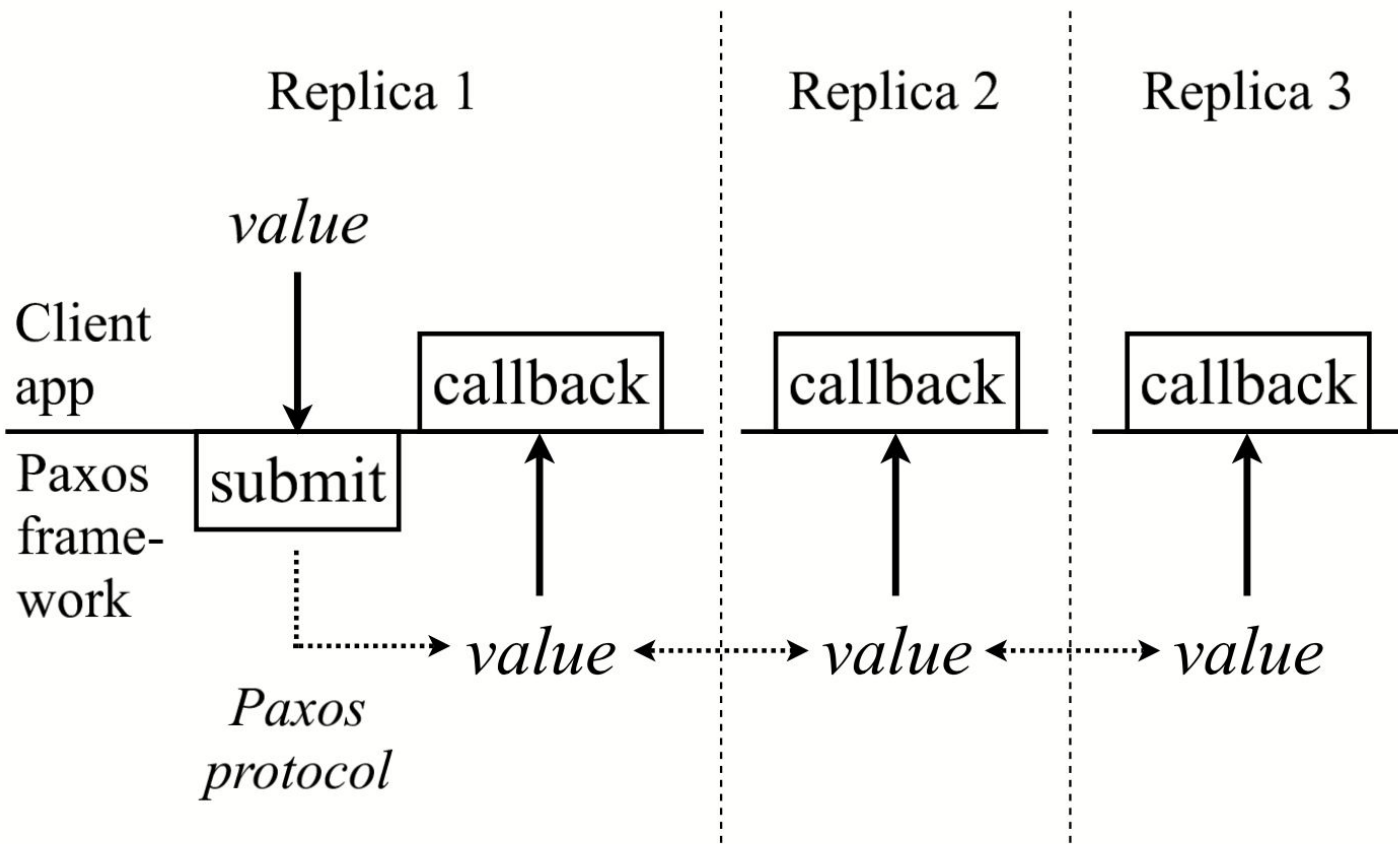 Replica 1
Replica 2
Replica 3
value
Client
app
callback
callback
callback
Paxos
frame-
work
submit
value
value
value
Paxos
protocol